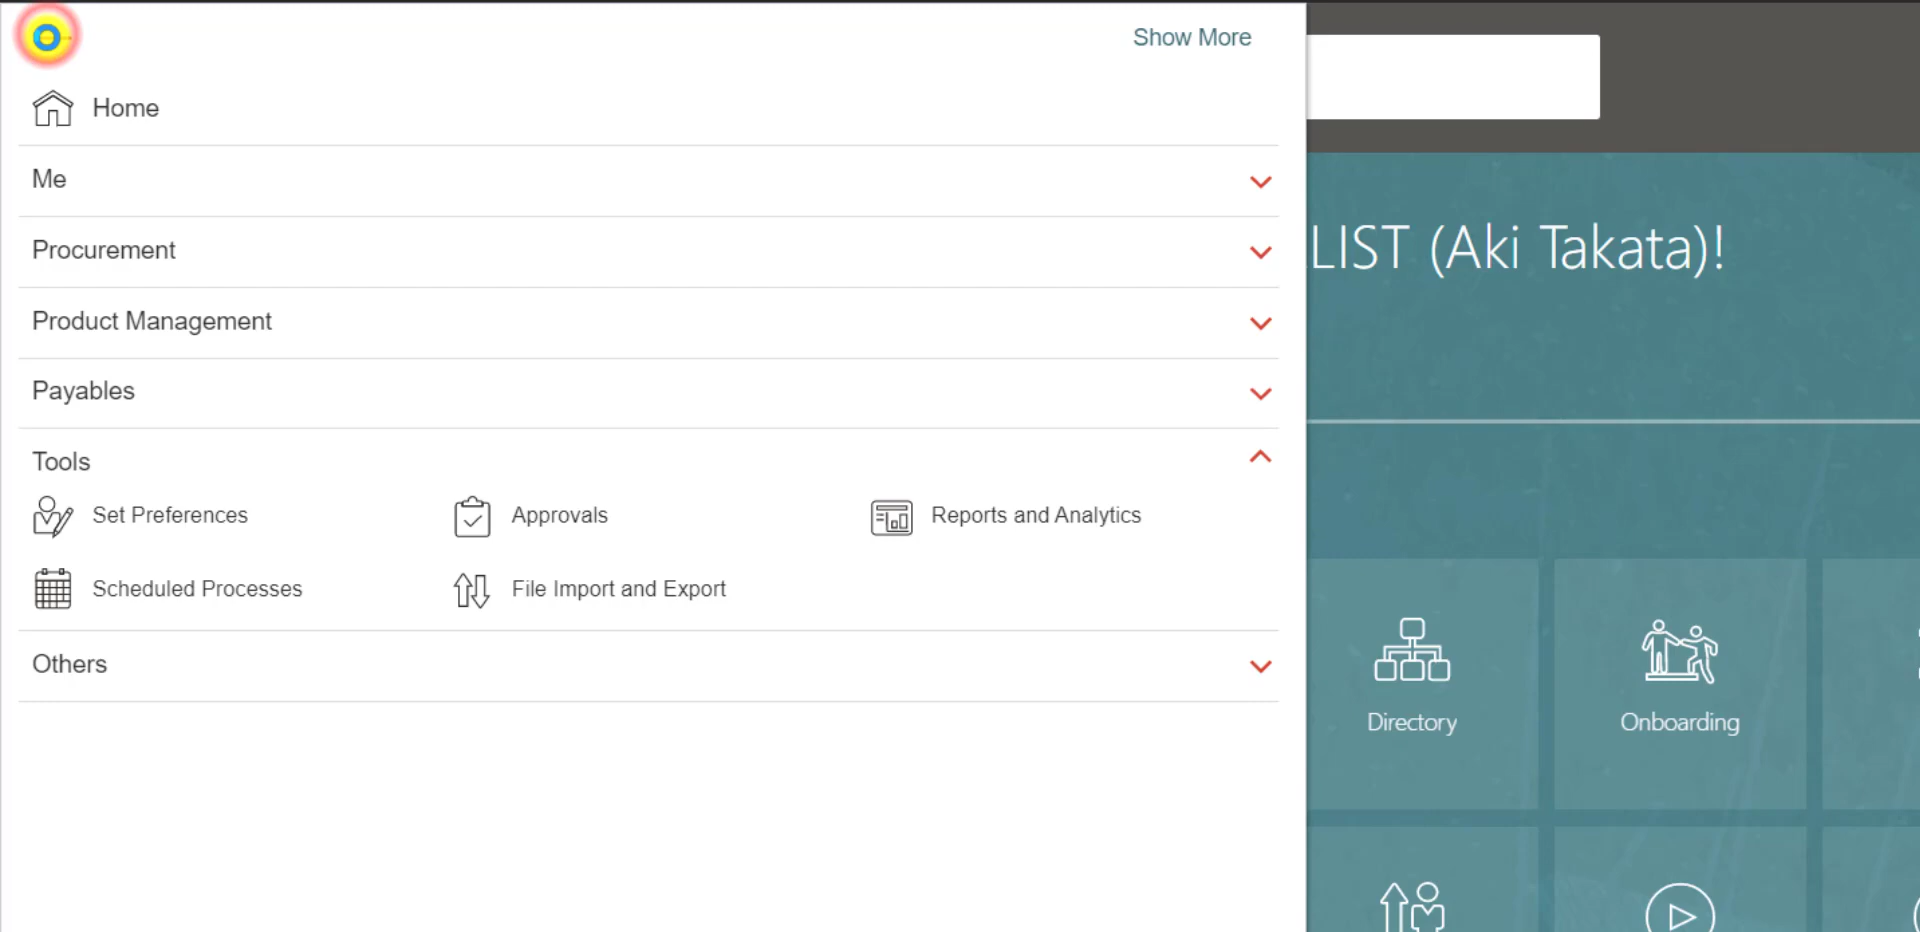 Show More
Home
Me
Procurement
Product Management
Payables
Tools
Set Preferences
Approvals
Reports and Analytics
Scheduled Processes
File Import and Export
Others
LIST (Aki Takata)!
Directory
Onboarding